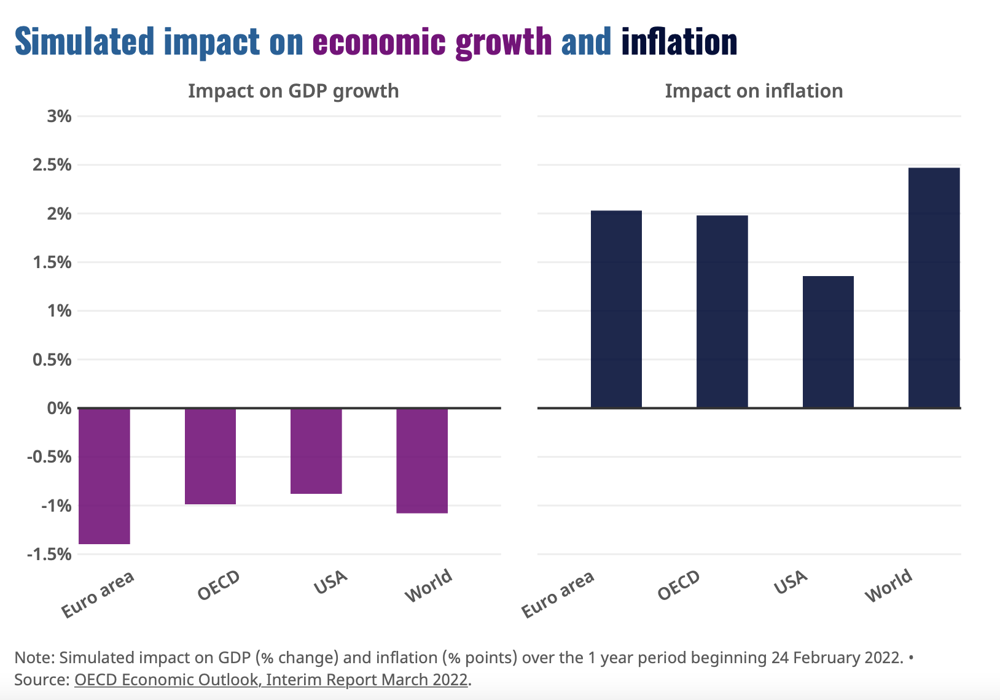 Simulated impact on economic growth and inflation
Impact on GDP growth
Impact on inflation
3%
2.5%
2%
1.5%
1%
0.5%
0%
-0.5%
-1%
-1.5%
Euro area
OECD
USA
World
Euro area
OECD
USA
World
Note: Simulated impact on GDP (% change) and inflation (% points) over the 1 year period beginning 24 February 2022. •
Source: OECD Economic Outlook, Interim Report March 2022.